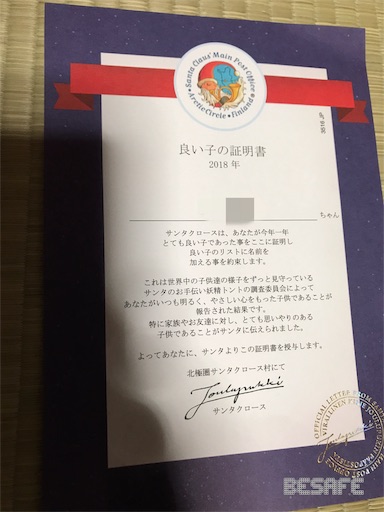 Santa Claus' Main Post Office
Arctic Circle • Finland
良い子の証明書
2018 年
ちゃん
サンタクロースは、あなたが今年一年
とても良い子であった事をここに証明し
良い子のリストに名前を
加える事を約束します。
これは世界中の子供達の様子をずっと見守っている
サンタのお手伝い妖精トントの調査委員会によって
あなたがいつも明るく、やさしい心をもった子供であることが
報告された結果です。
特に家族やお友達に対し、とても思いやりのある
子供であることがサンタに伝えられました。
よってあなたに、サンタよりこの証明書を授与します。
北極圏サンタクロース村にて
Joulupukki
サンタクロース
OFFICIAL LETTER FROM
BESAFE